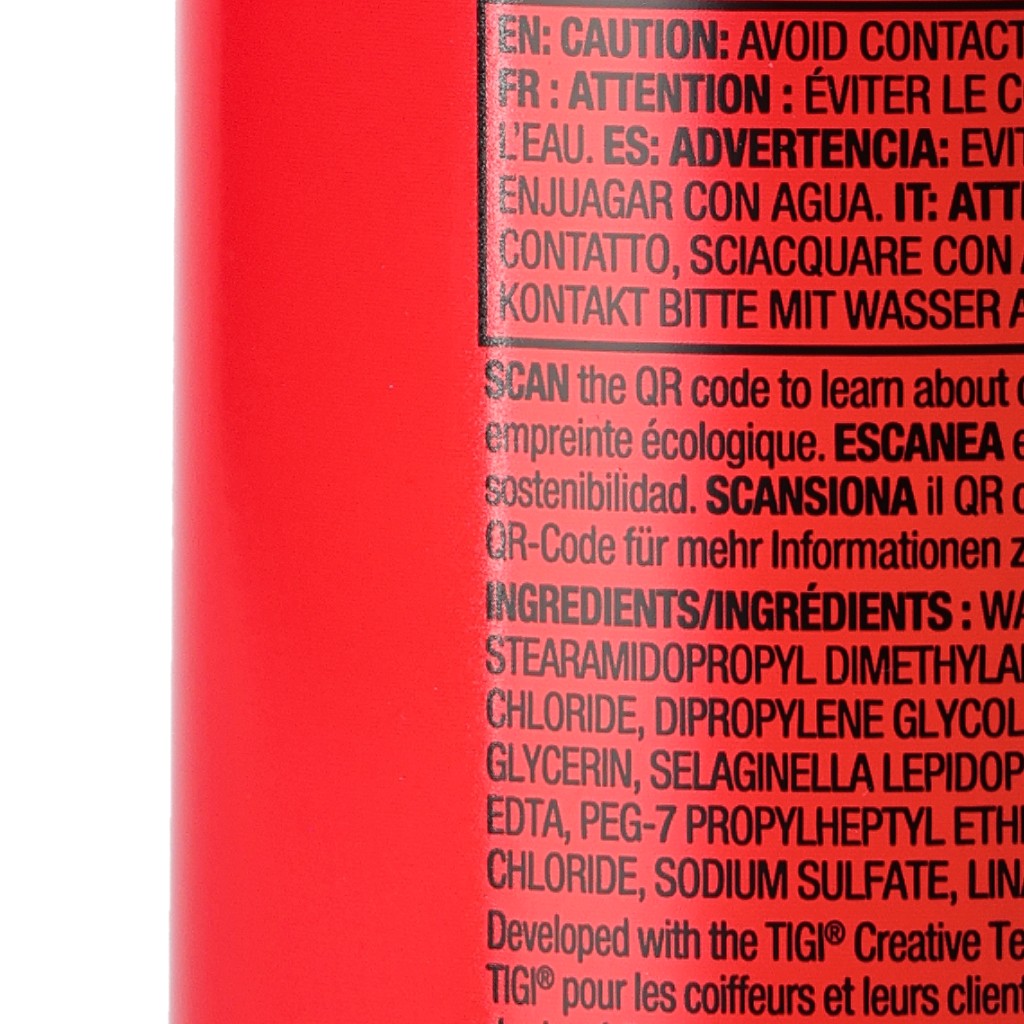 EN: CAUTION: AVOID CONTACT
FR : ATTENTION : ÉVITER LE
L'EAU. ES: ADVERTENCIA:
ENJUAGAR CON AGUA. IT:
CONTATTO, SCIACQUARE CON
KONTAKT BITTE MIT WASSER
SCAN the QR code to learn about
empreinte écologique. ESCANEA
sostenibilidad. SCANSIONA il QR
QR-Code für mehr Informationen
INGREDIENTS/INGRÉDIENTS :
STEARAMIDOPROPYL
CHLORIDE, DIPROPYLENE GLYCOL
GLYCERIN, SELAGINELLA
EDTA, PEG-7 PROPYLHEPTYL
CHLORIDE, SODIUM SULFATE,
Developed with the TIGI® Creative
TIGI® pour les coiffeurs et leurs